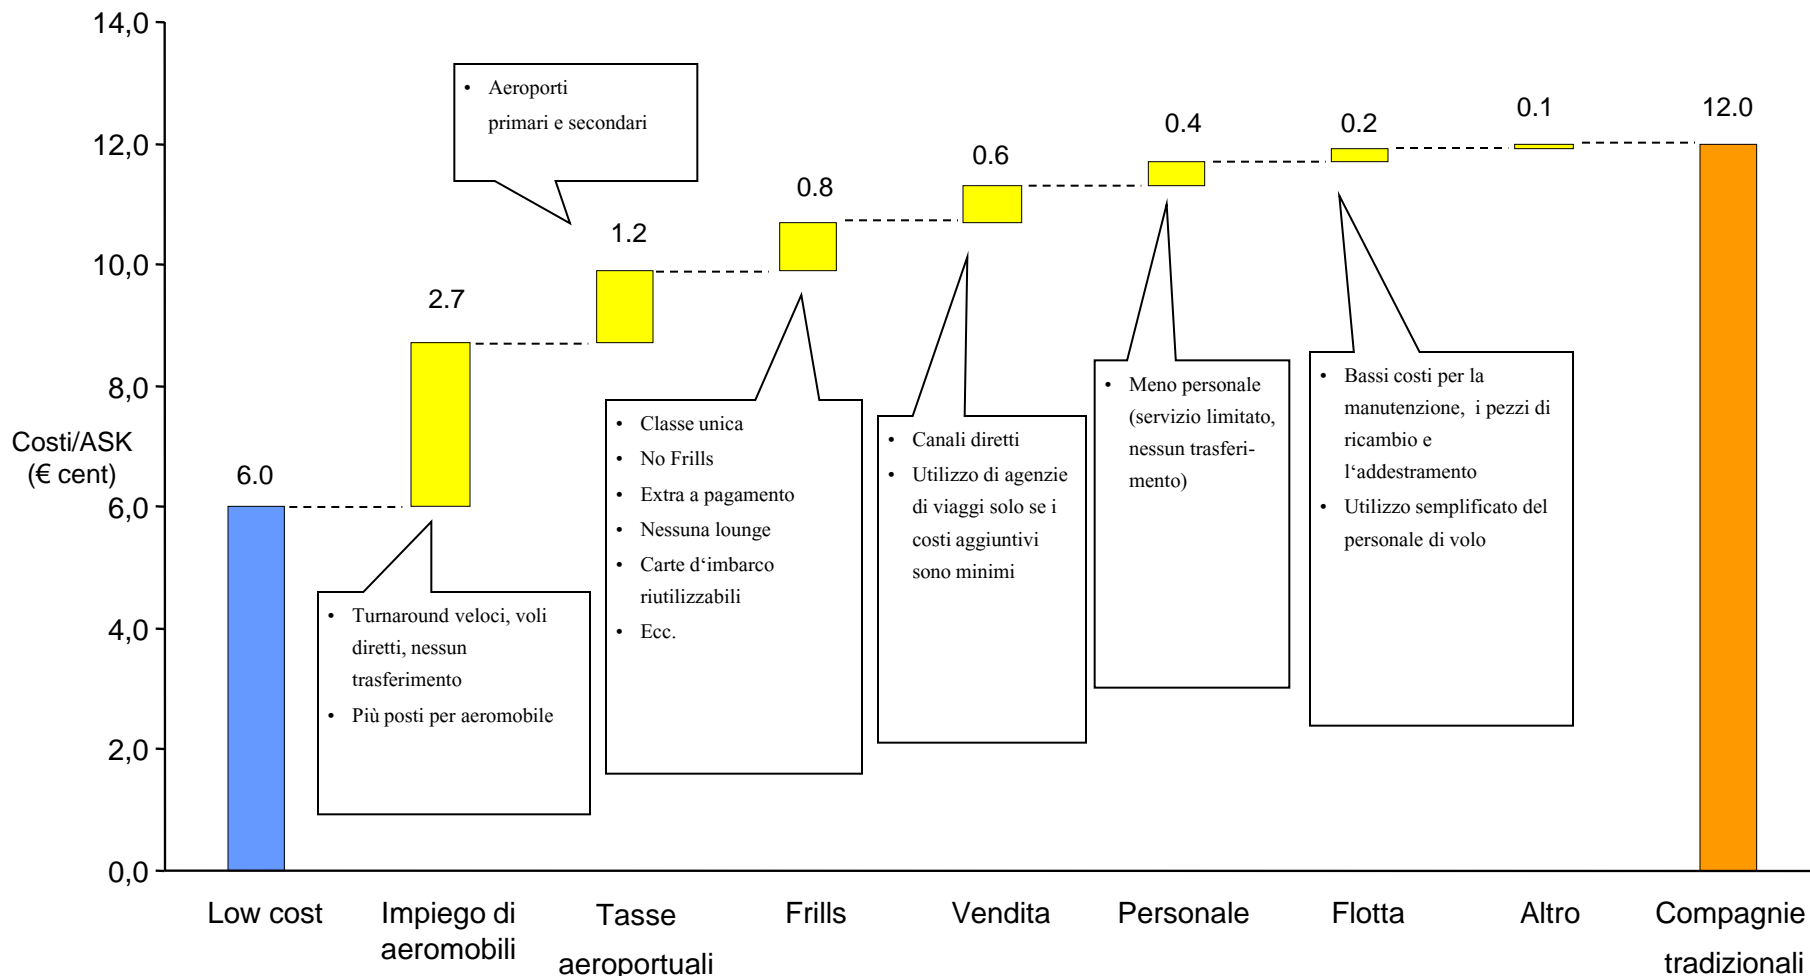 14,0
12,0
10,0
8,0
6,0
4,0
2,0
0,0
Costi/ASK
(€ cent)
6.0
2.7
1.2
0.8
0.6
0.4
0.2
0.1
12.0
• Aeroporti
primari e secondari
• Turnaround veloci, voli
diretti, nessun
trasferimento
• Più posti per aeromobile
• Classe unica
• No Frills
• Extra a pagamento
• Nessuna lounge
• Carte d‘imbarco
riutilizzabili
• Ecc.
• Canali diretti
• Utilizzo di agenzie
di viaggi solo se i
costi aggiuntivi
sono minimi
• Meno personale
(servizio limitato,
nessun trasferi-
mento)
• Bassi costi per la
manutenzione, i pezzi di
ricambio e
l‘addestramento
• Utilizzo semplificato del
personale di volo
Low cost
Impiego di
aeromobili
Tasse
aeroportuali
Frills
Vendita
Personale
Flotta
Altro
Compagnie
tradizionali